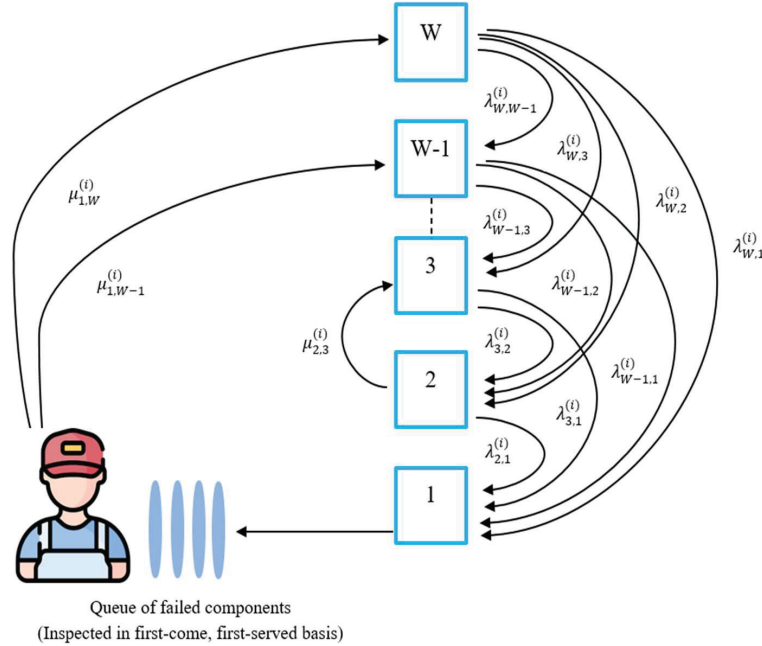 W
λ_{W,W-1}^{(i)}
W-1
λ_{W,3}^{(i)}
μ_{1,W}^{(i)}
λ_{W,2}^{(i)}
λ_{W-1,3}^{(i)}
λ_{W,1}^{(i)}
3
λ_{W-1,2}^{(i)}
μ_{1,W-1}^{(i)}
μ_{2,3}^{(i)}
λ_{3,2}^{(i)}
λ_{W-1,1}^{(i)}
2
λ_{3,1}^{(i)}
λ_{2,1}^{(i)}
1
Queue of failed components
(Inspected in first-come, first-served basis)